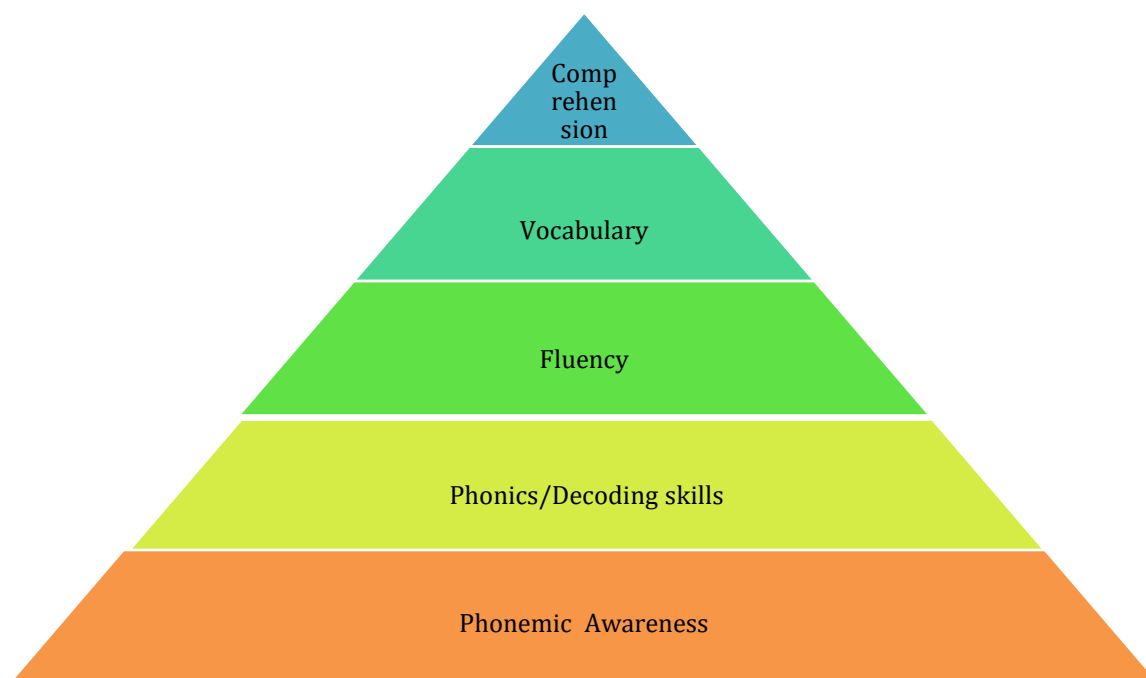 Comp
rehen
sion
Vocabulary
Fluency
Phonics/Decoding skills
Phonemic  Awareness